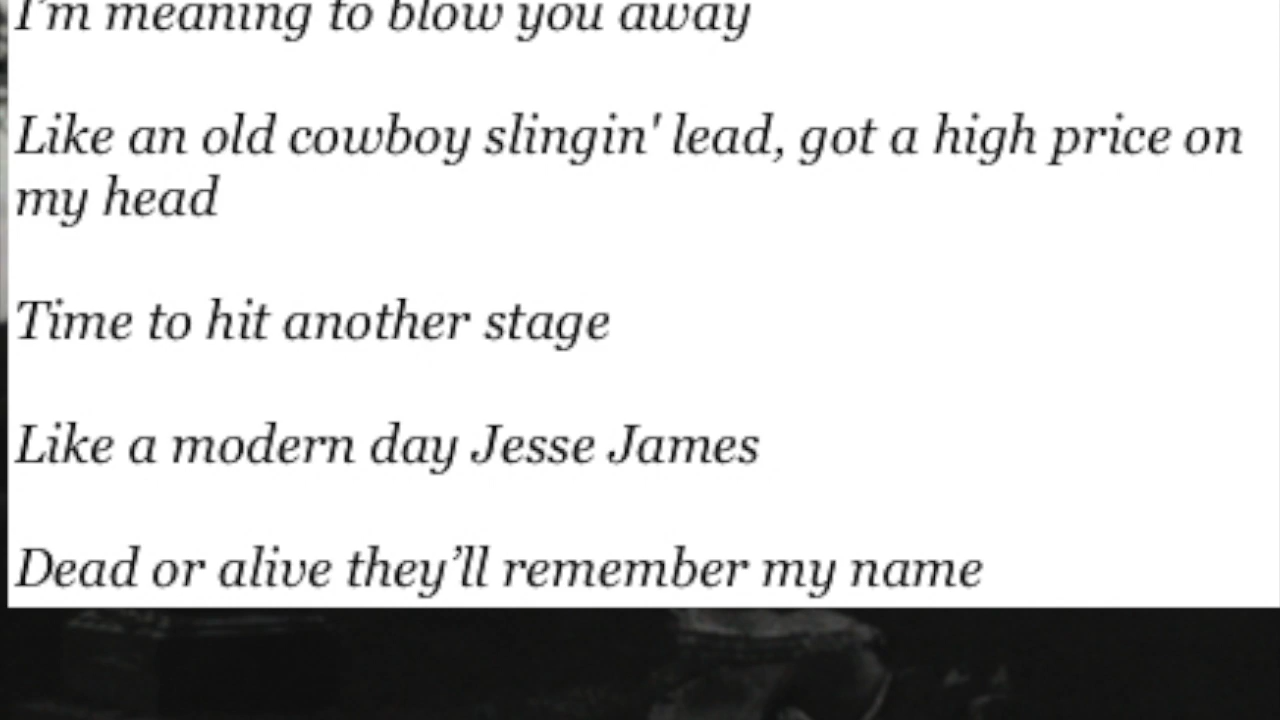 I'm meaning to blow you away
Like an old cowboy slingin' lead, got a high price on
my head
Time to hit another stage
Like a modern day Jesse James
Dead or alive they’ll remember my name